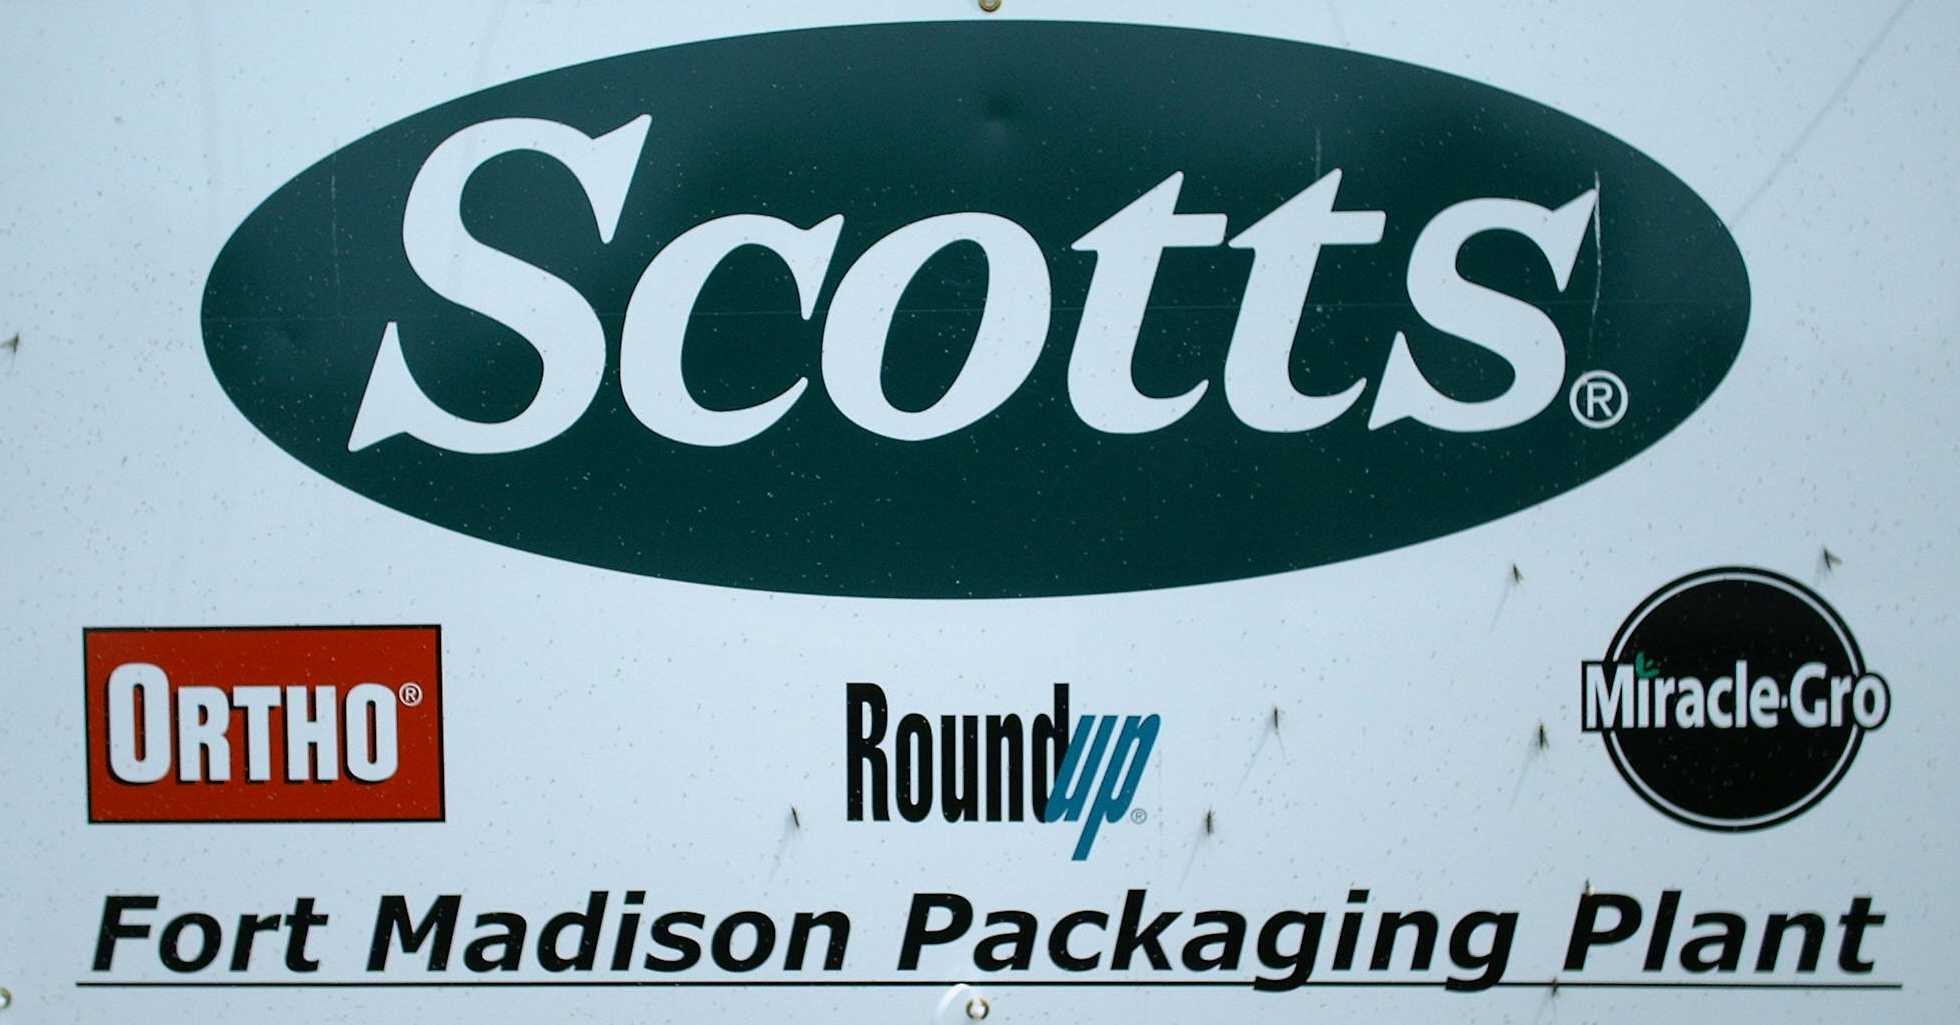 Scotts®
ORTHO®
Roundup®
Miracle-Gro
Fort Madison Packaging Plant